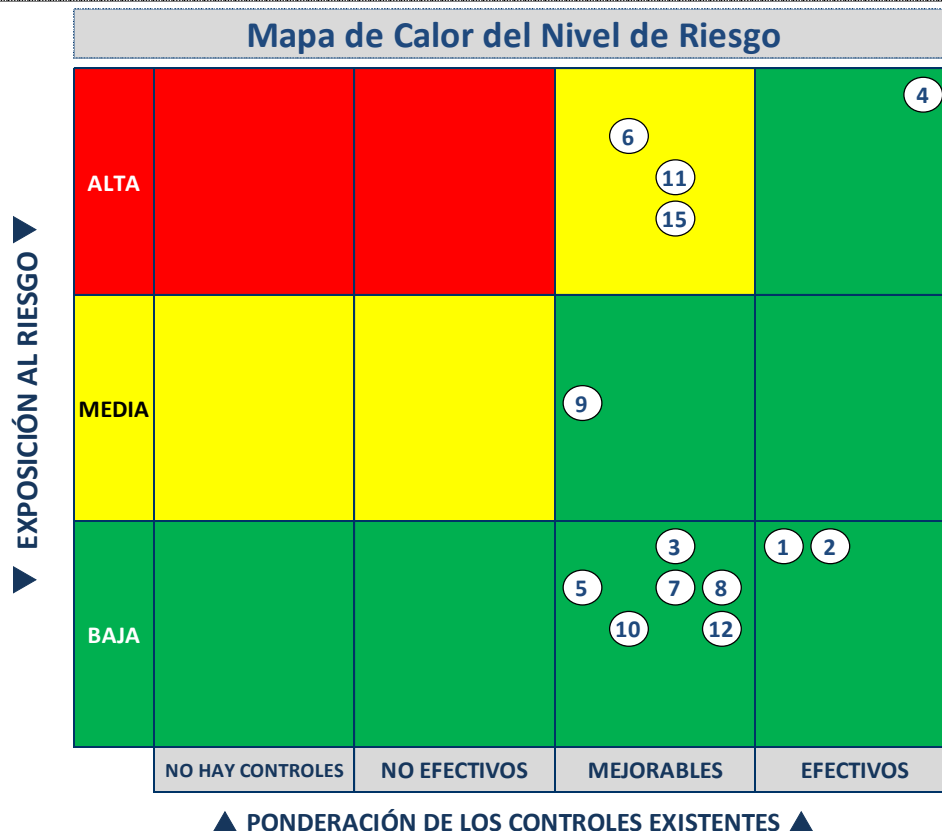 Mapa de Calor del Nivel de Riesgo
▼ EXPOSICIÓN AL RIESGO ▼
ALTA
4
6
11
15
MEDIA
9
BAJA
3
1
2
5
7
8
10
12
NO HAY CONTROLES
NO EFECTIVOS
MEJORABLES
EFECTIVOS
▲ PONDERACIÓN DE LOS CONTROLES EXISTENTES ▲